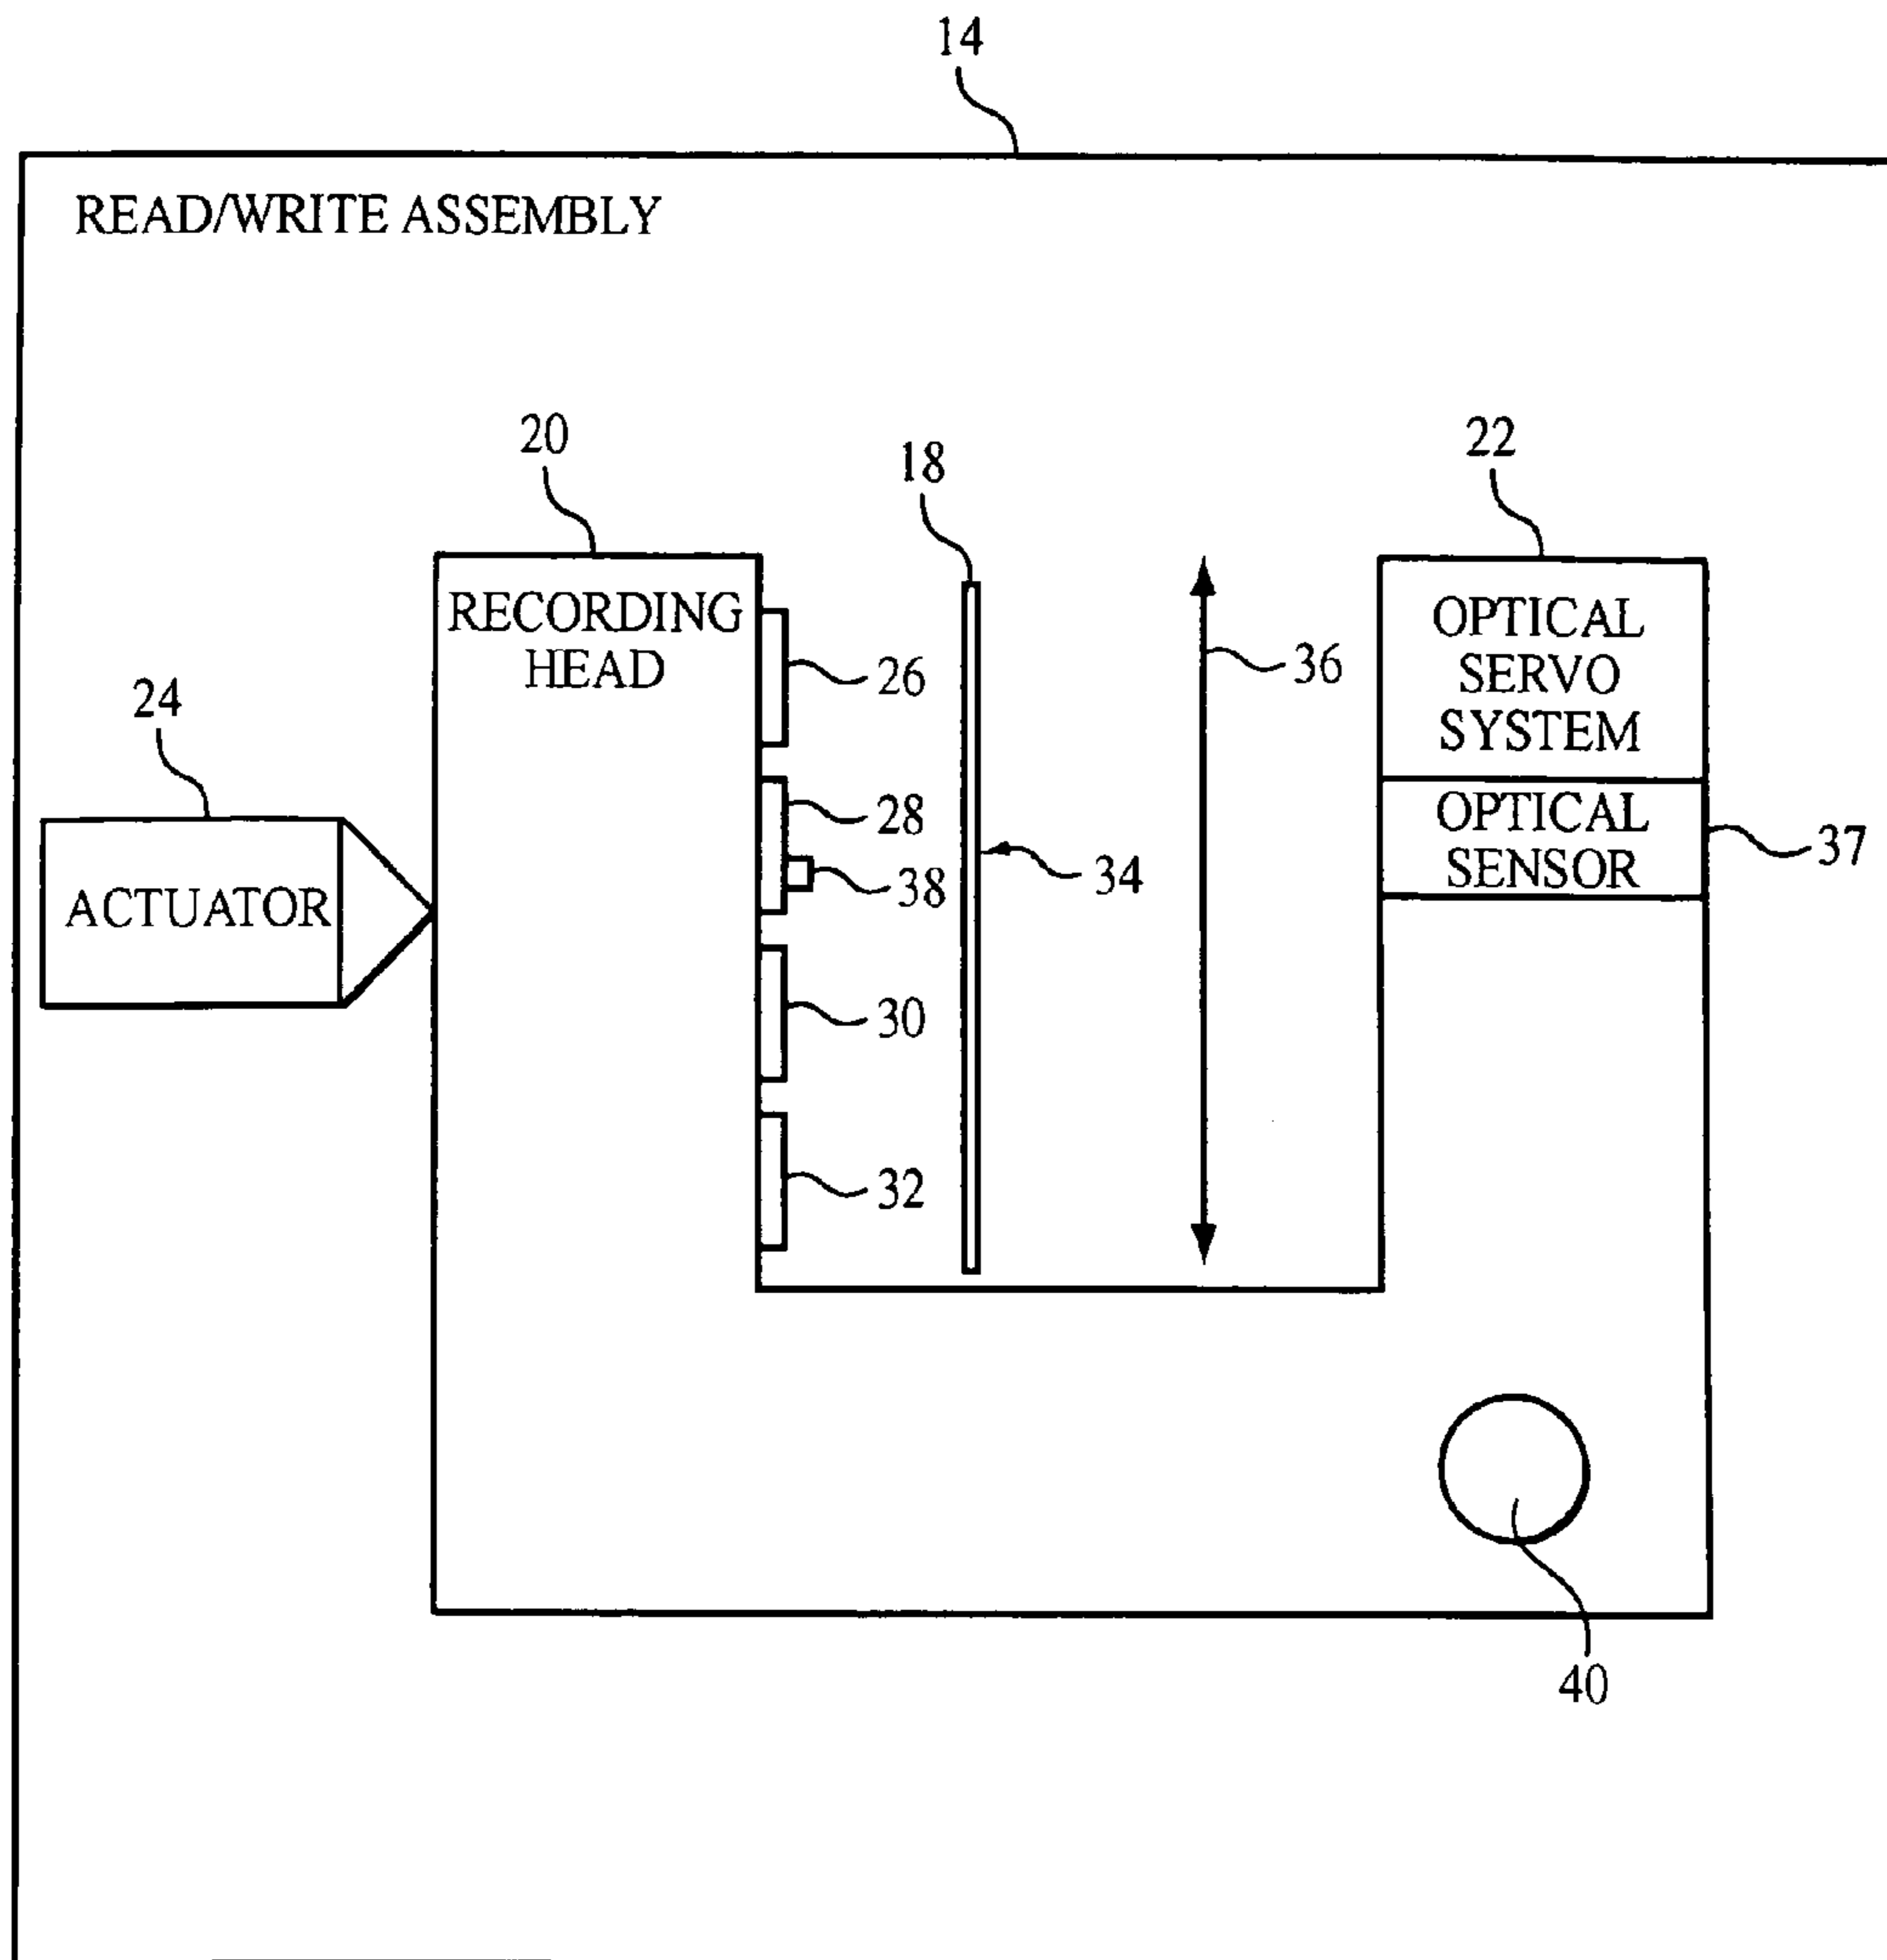 14
READ/WRITE ASSEMBLY
20
18
22
RECORDING
HEAD
OPTICAL
SERVO
SYSTEM
36
26
24
28
OPTICAL
SENSOR
37
38
34
ACTUATOR
30
32
40